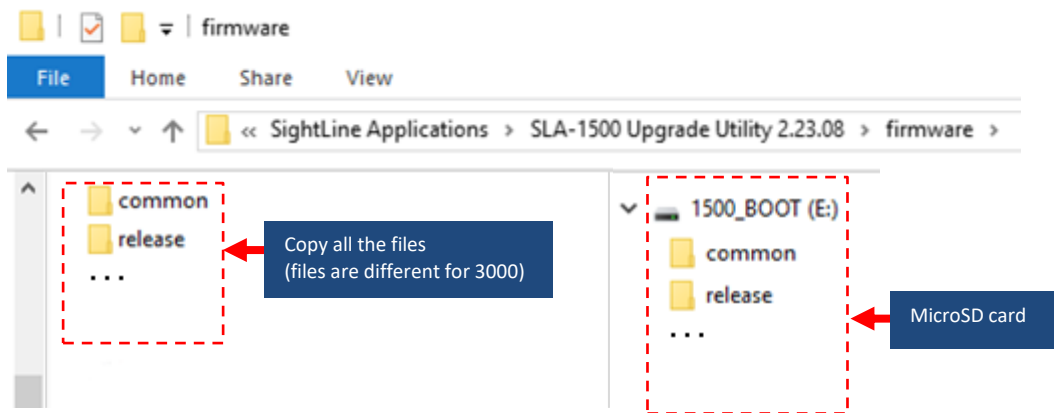 firmware
File Home Share View
« SightLine Applications > SLA-1500 Upgrade Utility 2.23.08 > firmware >
common
release
...
Copy all the files
(files are different for 3000)
1500_BOOT (E:)
common
release
...
MicroSD card